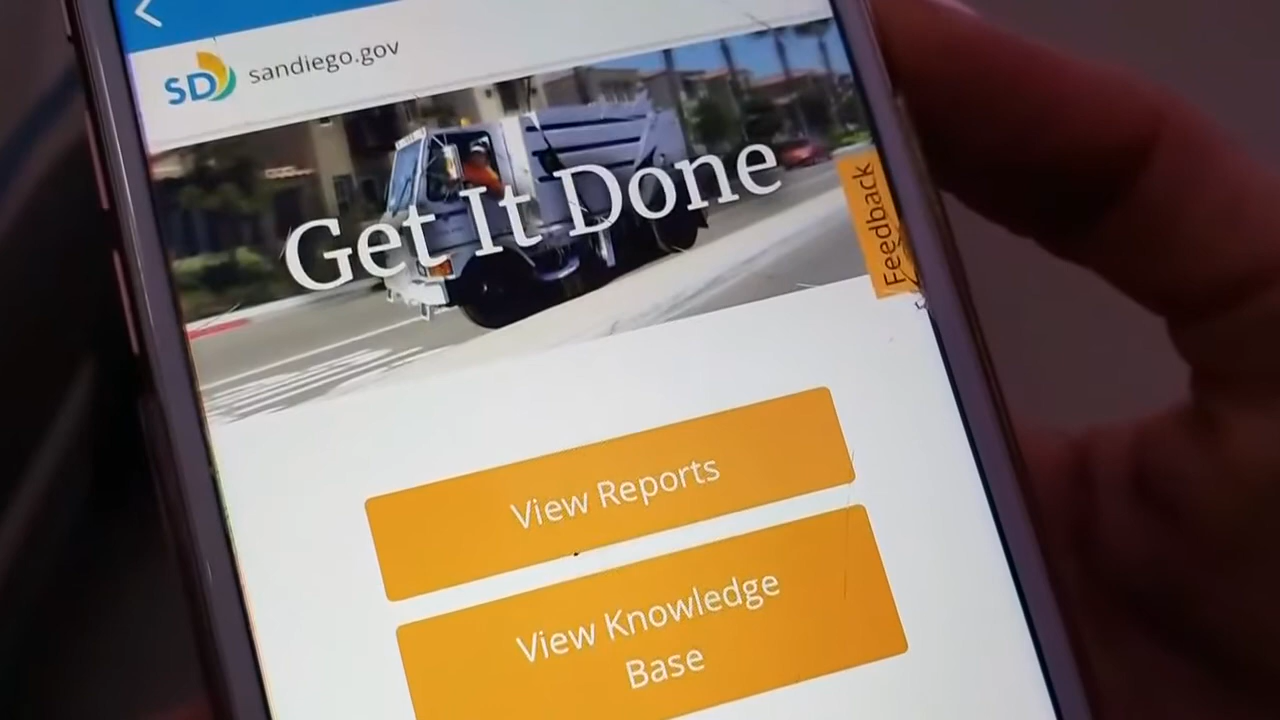 SD sandiego.gov
Get It Done
Feedback
View Reports
View Knowledge
Base